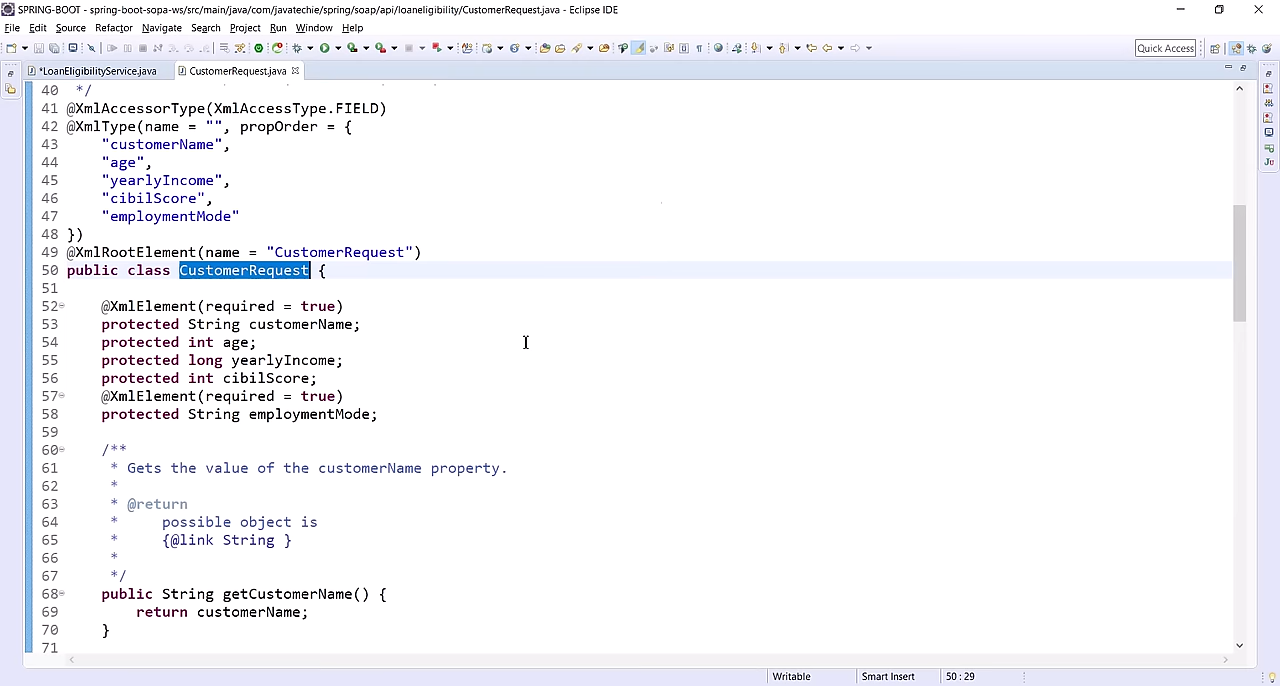 SPRING-BOOT - spring-boot-sopa-ws/src/main/java/com/javatechie/spring/soap/api/loaneligibility/CustomerRequest.java - Eclipse IDE
File Edit Source Refactor Navigate Search Project Run Window Help
Quick Access
*LoanEligibilityService.java CustomerRequest.java
40 */
41 @XmlAccessorType(XmlAccessType.FIELD)
42 @XmlType(name = "", propOrder = {
43 "customerName",
44 "age",
45 "yearlyIncome",
46 "cibilScore",
47 "employmentMode"
48 })
49 @XmlRootElement(name = "CustomerRequest")
50 public class CustomerRequest {
51
52 @XmlElement(required = true)
53 protected String customerName;
54 protected int age;
55 protected long yearlyIncome;
56 protected int cibilScore;
57 @XmlElement(required = true)
58 protected String employmentMode;
59
60 /**
61 * Gets the value of the customerName property.
62 *
63 * @return
64 * possible object is
65 * {@link String }
66 *
67 */
68 public String getCustomerName() {
69 return customerName;
70 }
71
Writable Smart Insert 50 : 29